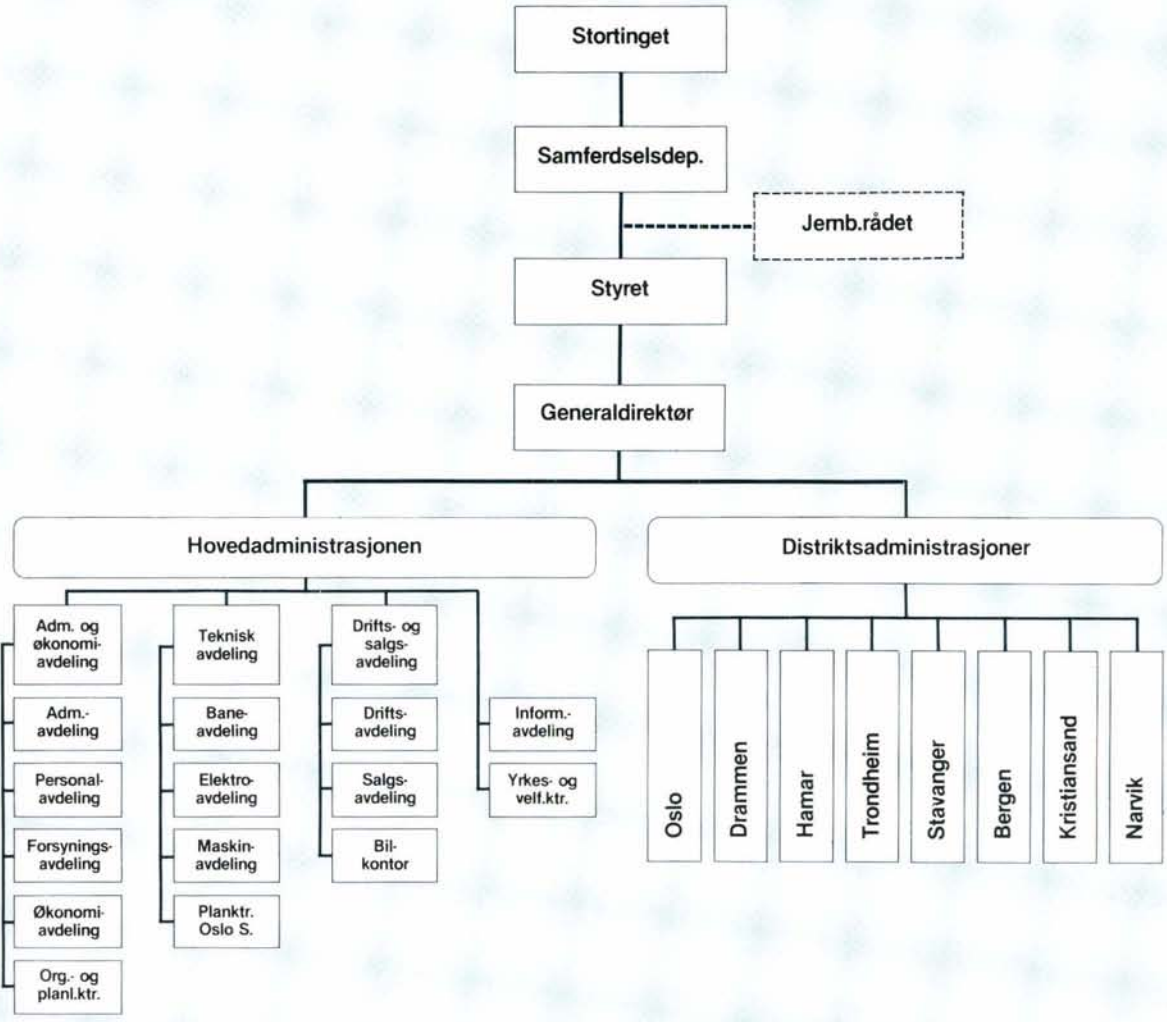 Stortinget
Samferdselsdep.
Jernb.rådet
Styret
Generaldirektør
Hovedadministrasjonen
Distriktsadministrasjoner
Adm. og
økonomi-
avdeling
Adm.-
avdeling
Personal-
avdeling
Forsynings-
avdeling
Økonomi-
avdeling
Org.- og
planl.ktr.
Teknisk
avdeling
Bane-
avdeling
Elektro-
avdeling
Maskin-
avdeling
Planktr.
Oslo S.
Drifts- og
salgs-
avdeling
Drifts-
avdeling
Salgs-
avdeling
Bil-
kontor
Inform.-
avdeling
Yrkes- og
velf.ktr.
Oslo
Drammen
Hamar
Trondheim
Stavanger
Bergen
Kristiansand
Narvik